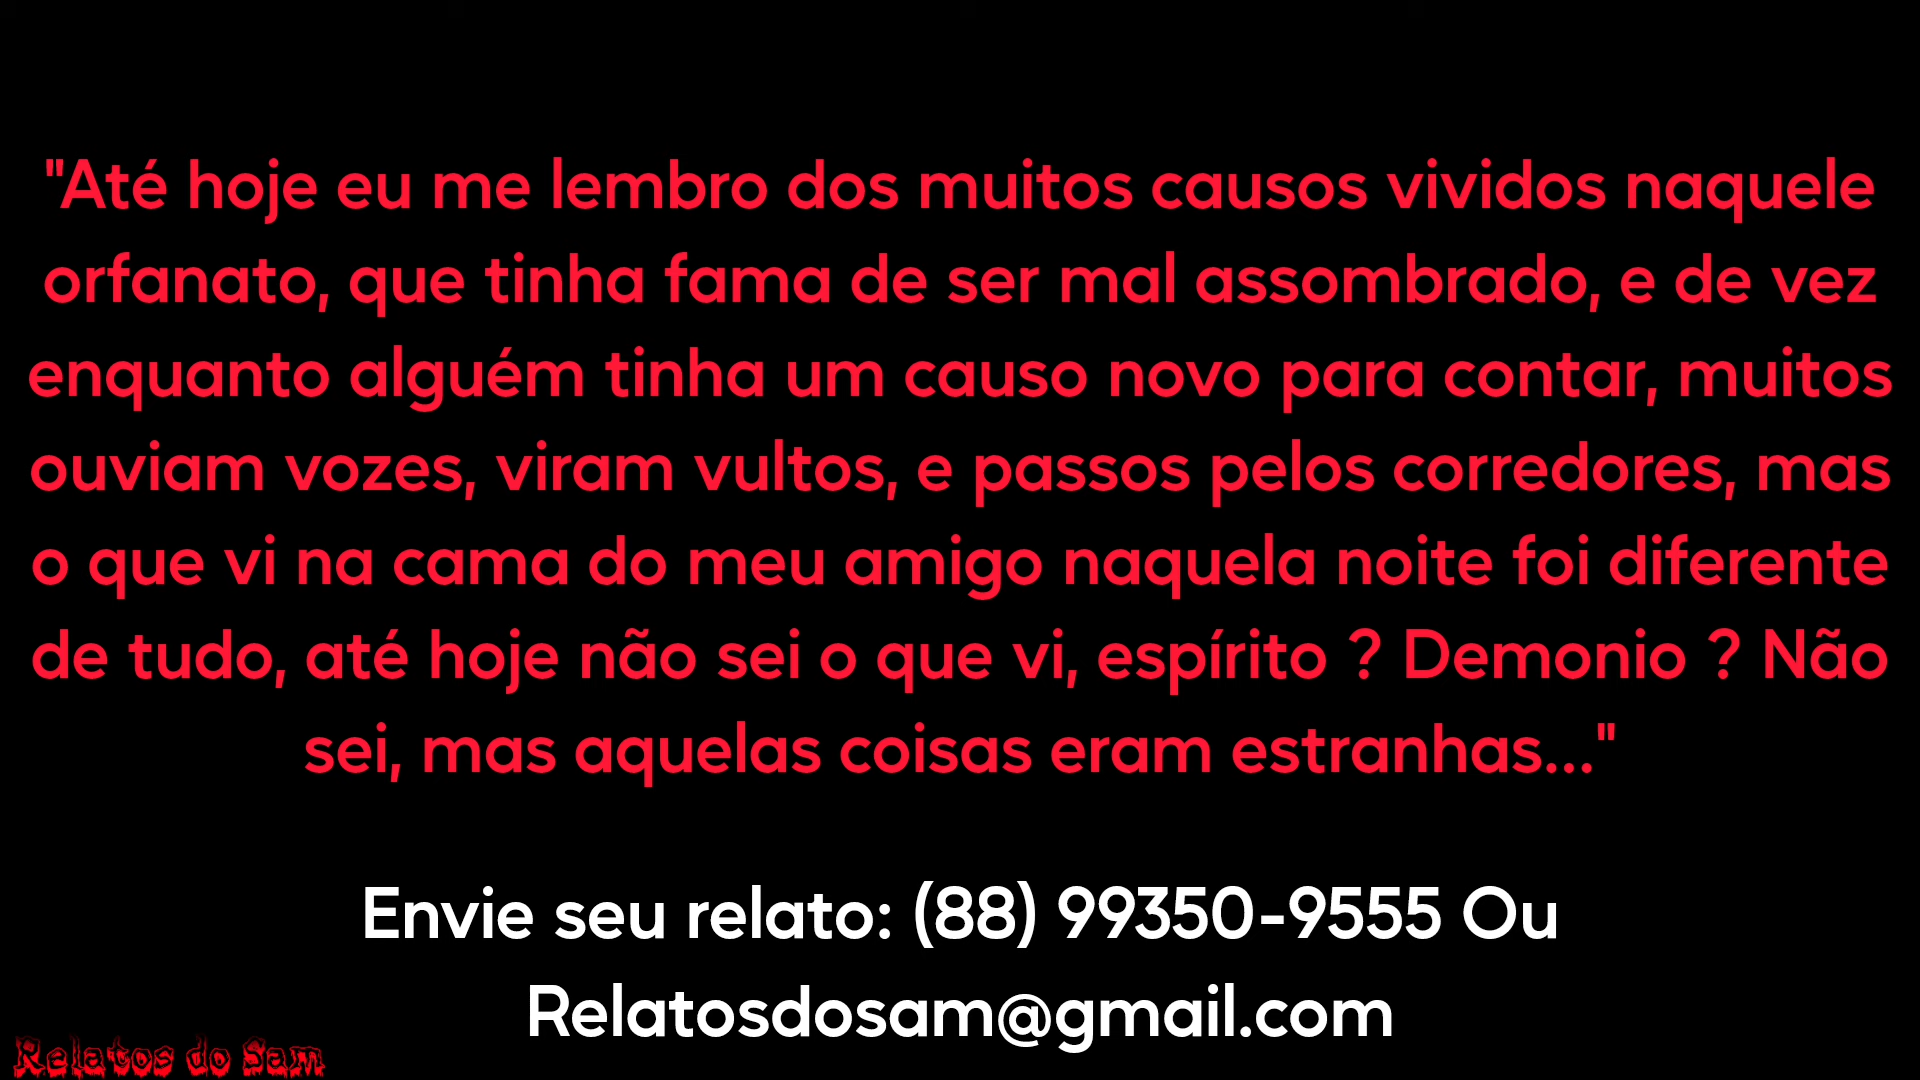 "Até hoje eu me lembro dos muitos causos vividos naquele
orfanato, que tinha fama de ser mal assombrado, e de vez
enquanto alguém tinha um causo novo para contar, muitos
ouviam vozes, viram vultos, e passos pelos corredores, mas
o que vi na cama do meu amigo naquela noite foi diferente
de tudo, até hoje não sei o que vi, espírito ? Demonio ? Não
sei, mas aquelas coisas eram estranhas..."
Envie seu relato: (88) 99350-9555 Ou
Relatosdosam@gmail.com
Relatos do Sam